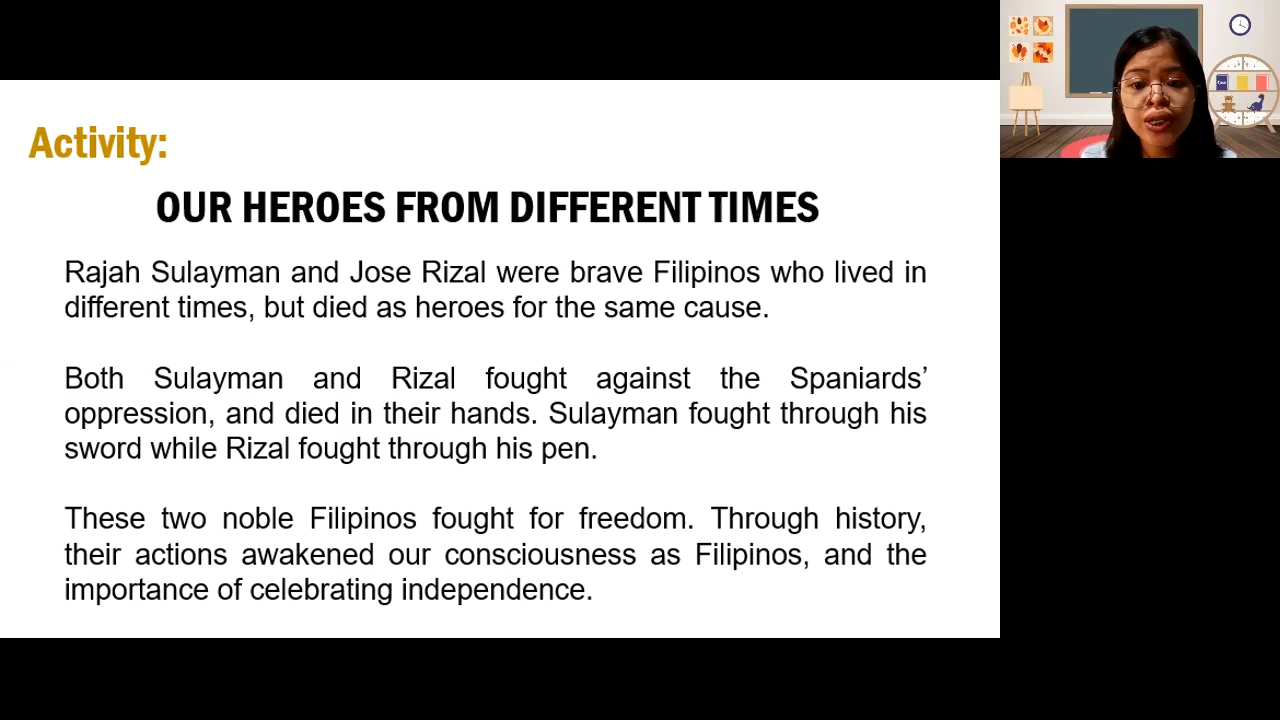 Activity:
OUR HEROES FROM DIFFERENT TIMES
Rajah Sulayman and Jose Rizal were brave Filipinos who lived in
different times, but died as heroes for the same cause.
Both Sulayman and Rizal fought against the Spaniards’
oppression, and died in their hands. Sulayman fought through his
sword while Rizal fought through his pen.
These two noble Filipinos fought for freedom. Through history,
their actions awakened our consciousness as Filipinos, and the
importance of celebrating independence.